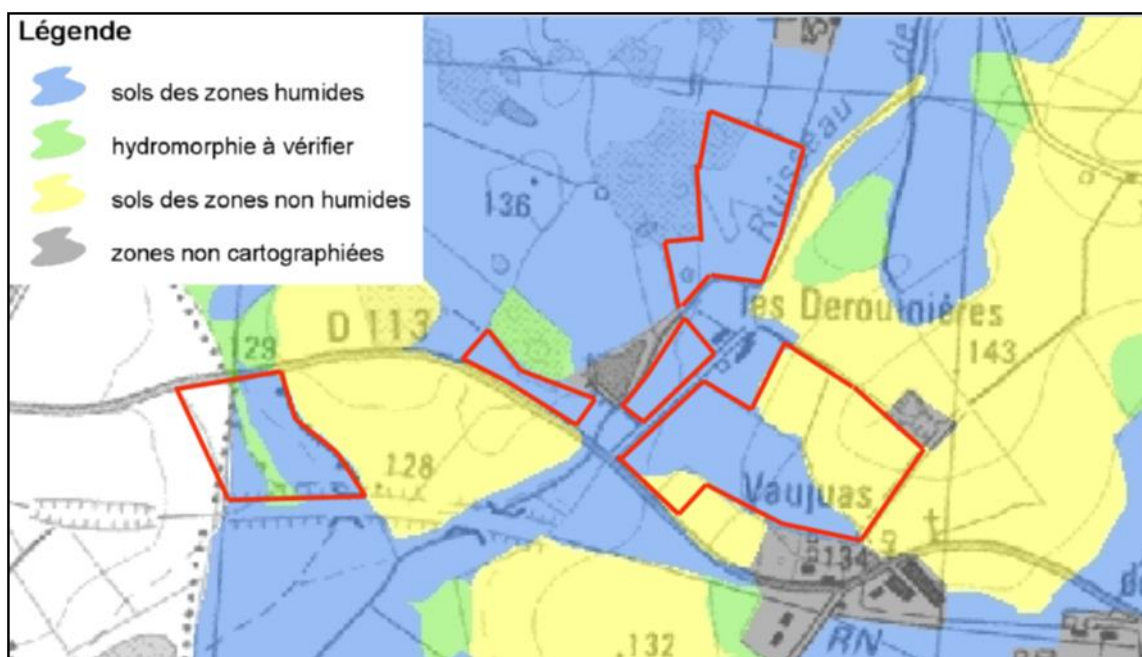 Légende
sols des zones humides
hydromorphie à vérifier
sols des zones non humides
zones non cartographiées
de
Ruisseau
136
les Derouinières
D 113
129
143
128
Vaujuas
134
132
RN